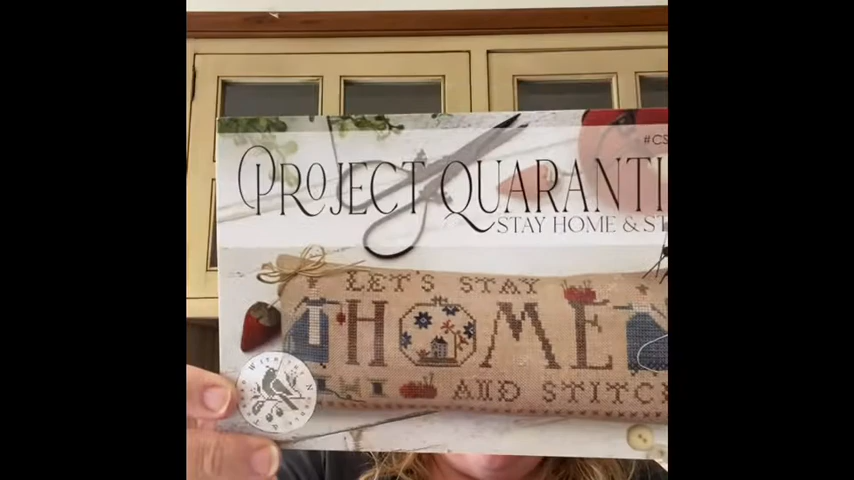 #CS
PROJECT QUARANTI
STAY HOME & ST
LET'S STAY
HOME
AND STITCH